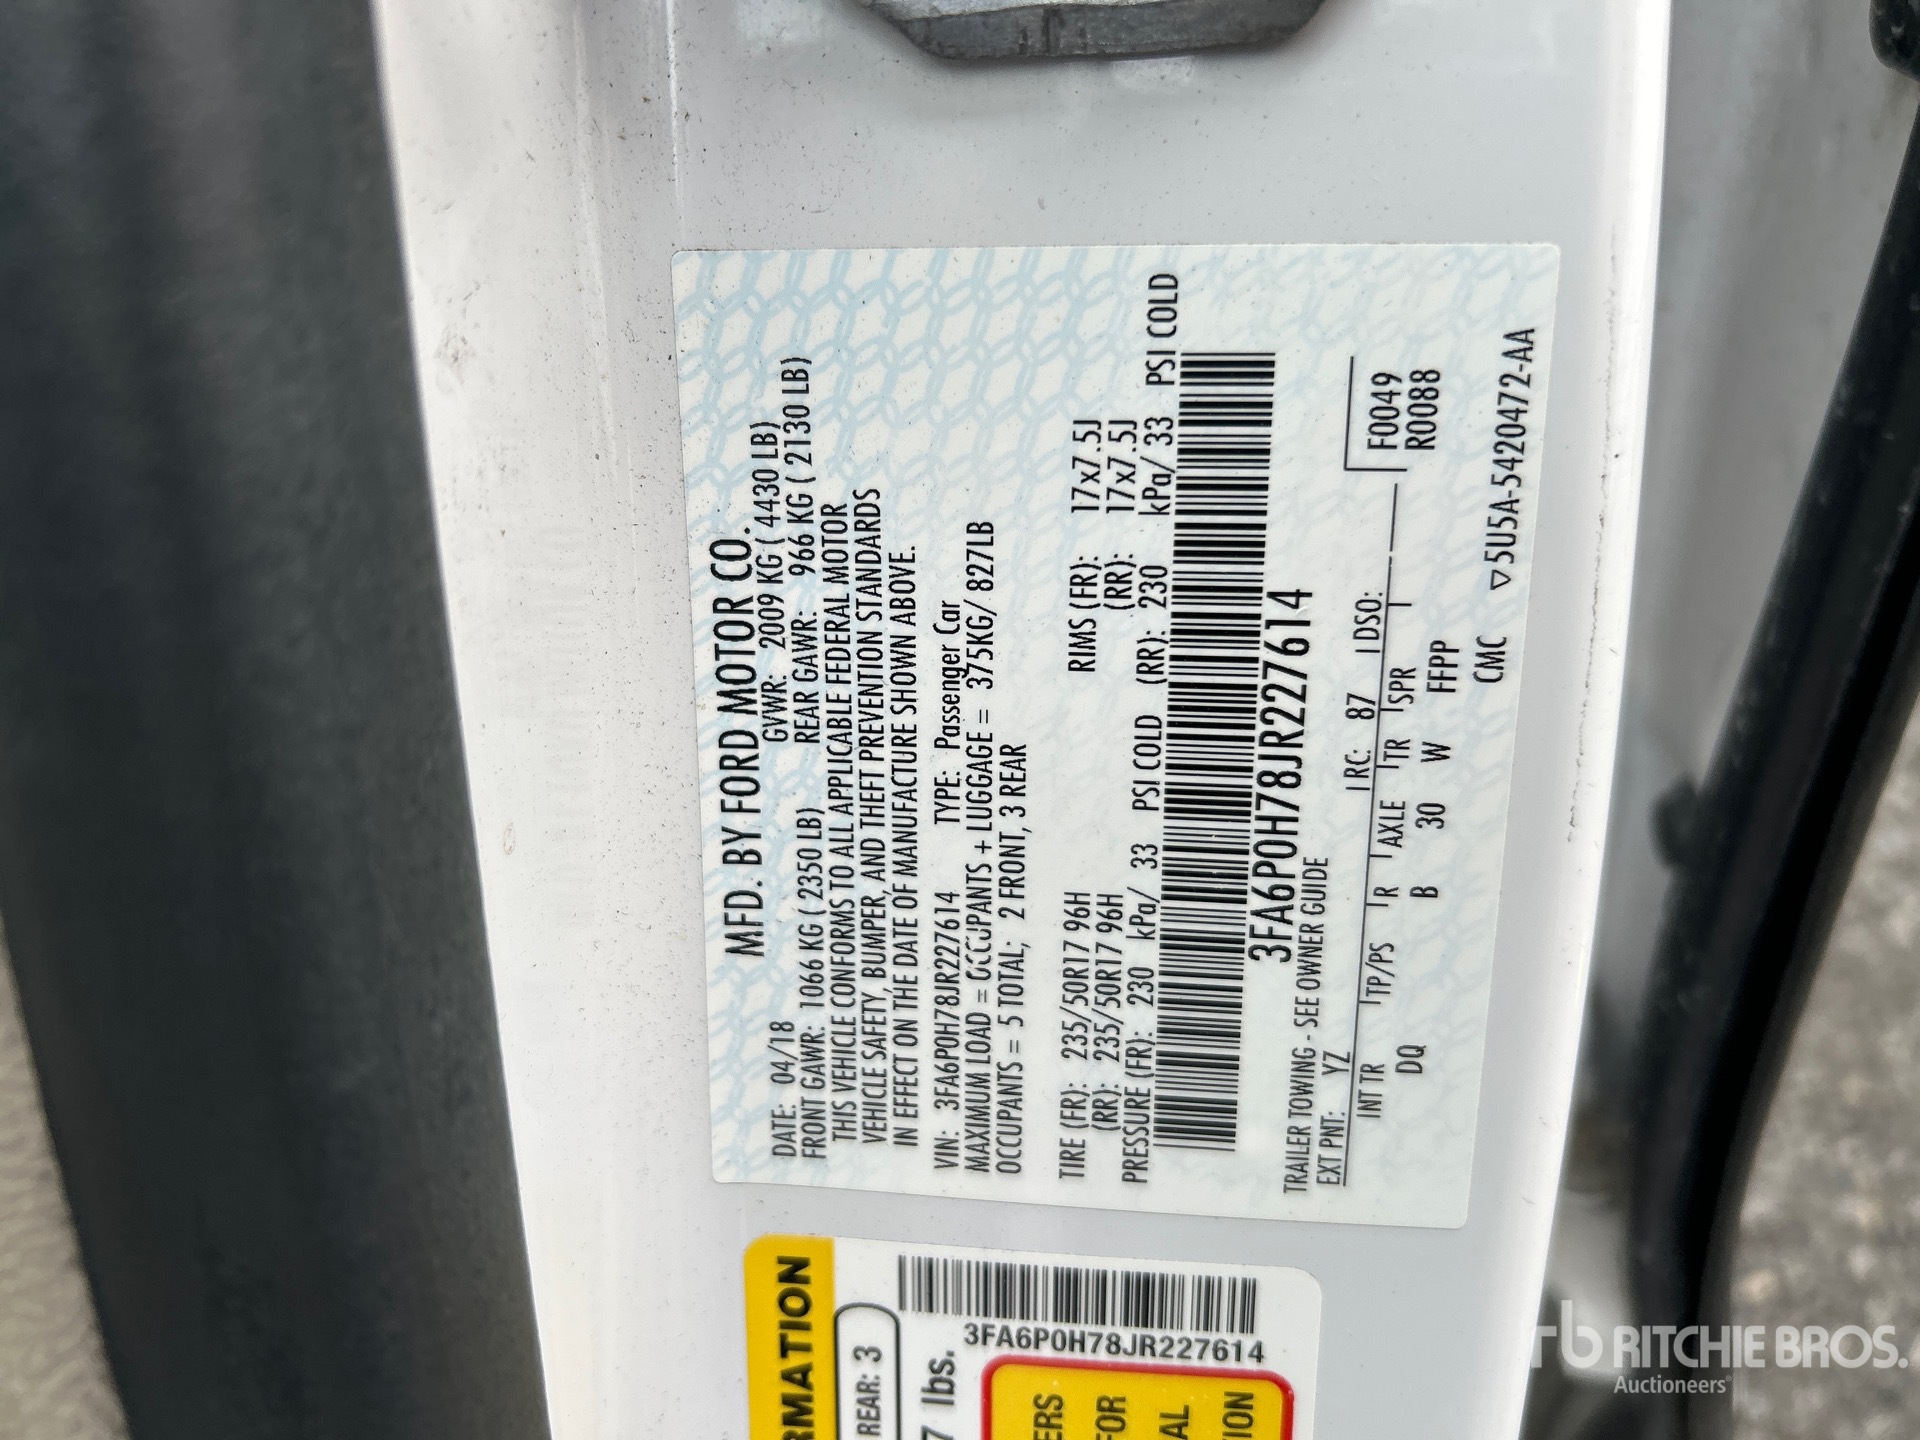 MFD. BY FORD MOTOR CO.
DATE: 04/18 GVWR: 2009 KG ( 4430 LB)
FRONT GAWR: 1066 KG ( 2350 LB) REAR GAWR: 966 KG ( 2130 LB)
THIS VEHICLE CONFORMS TO ALL APPLICABLE FEDERAL MOTOR
VEHICLE SAFETY, BUMPER, AND THEFT PREVENTION STANDARDS
IN EFFECT ON THE DATE OF MANUFACTURE SHOWN ABOVE.
VIN: 3FA6P0H78JR227614 TYPE: Passenger Car
MAXIMUM LOAD = OCCUPANTS + LUGGAGE = 375KG/ 827LB
OCCUPANTS = 5 TOTAL; 2 FRONT, 3 REAR
TIRE (FR): 235/50R17 96H RIMS (FR): 17x7.5J
(RR): 235/50R17 96H (RR): 17x7.5J
PRESSURE (FR): 230 kPa/ 33 PSI COLD (RR): 230 kPa/ 33 PSI COLD
3FA6P0H78JR227614
TRAILER TOWING - SEE OWNER GUIDE
EXT PNT: YZ RC: 87 DSO:
F0049
R0088
INT TR TP/PS R AXLE TR SPR
DQ B 30 W FFPP
CMC ▽5U5A-5420472-AA
RMATION
REAR: 3
7 lbs.
3FA6P0H78JR227614
ERS
FOR
AL
ION
rb RITCHIE BROS.
Auctioneers